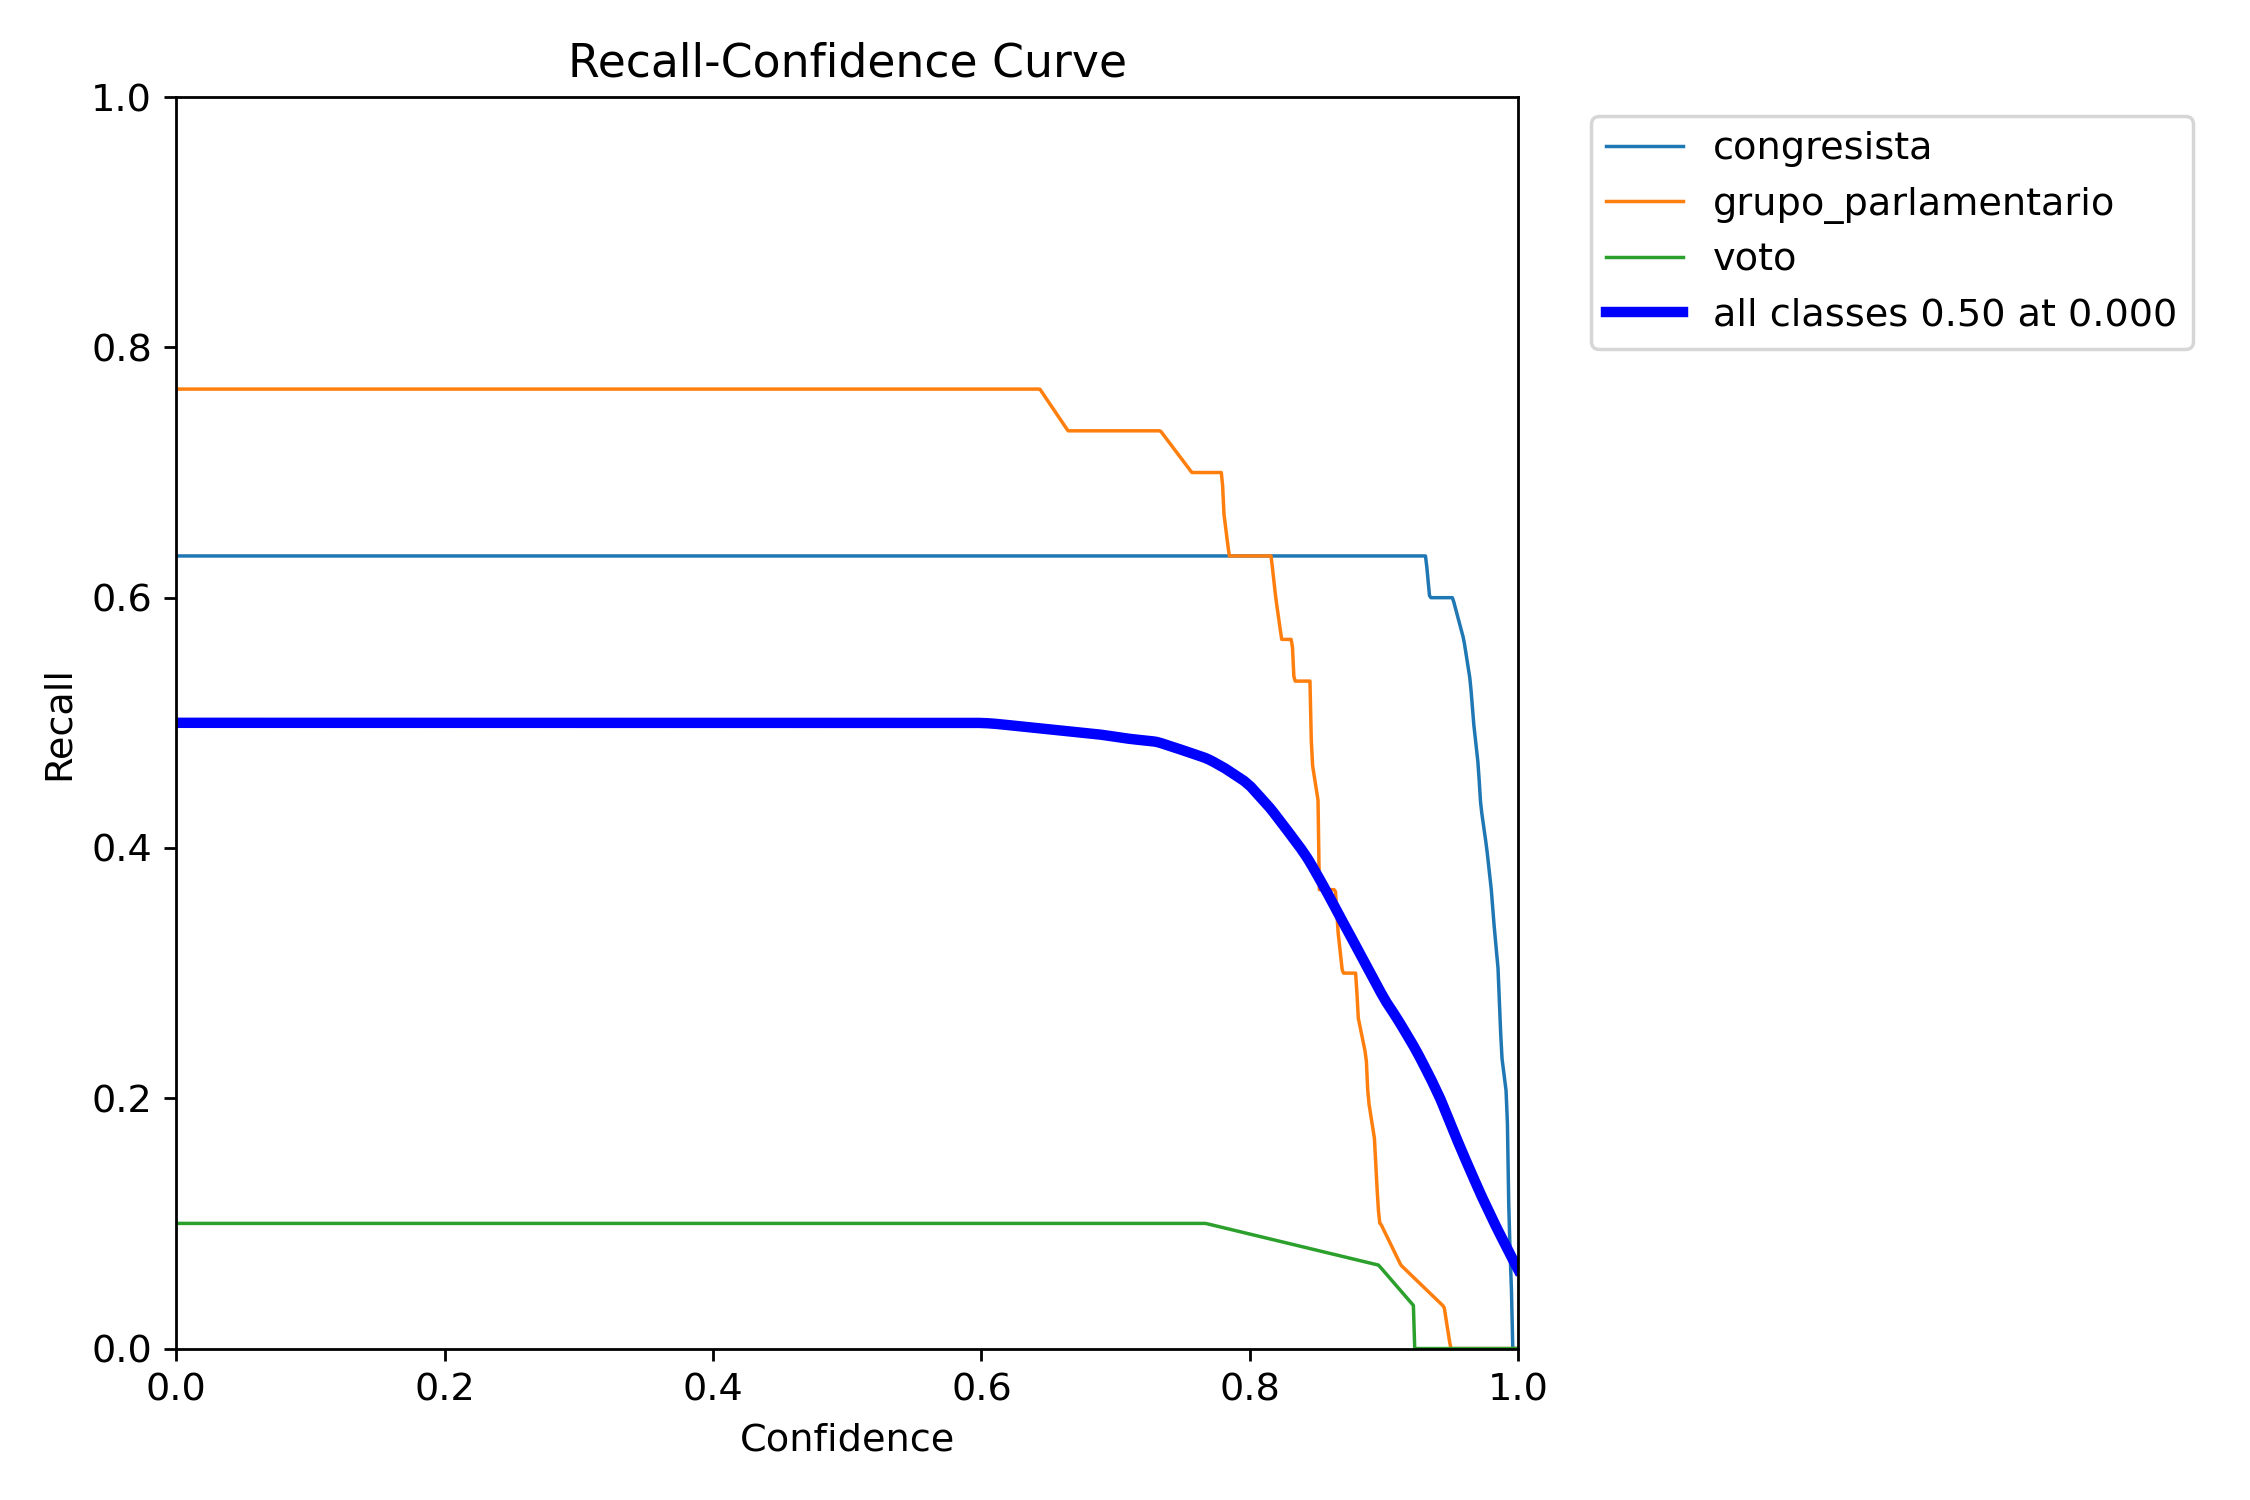 Recall-Confidence Curve
1.0
0.8
0.6
0.4
0.2
0.0
Recall
0.0 0.2 0.4 0.6 0.8 1.0
Confidence
congresista
grupo_parlamentario
voto
all classes 0.50 at 0.000